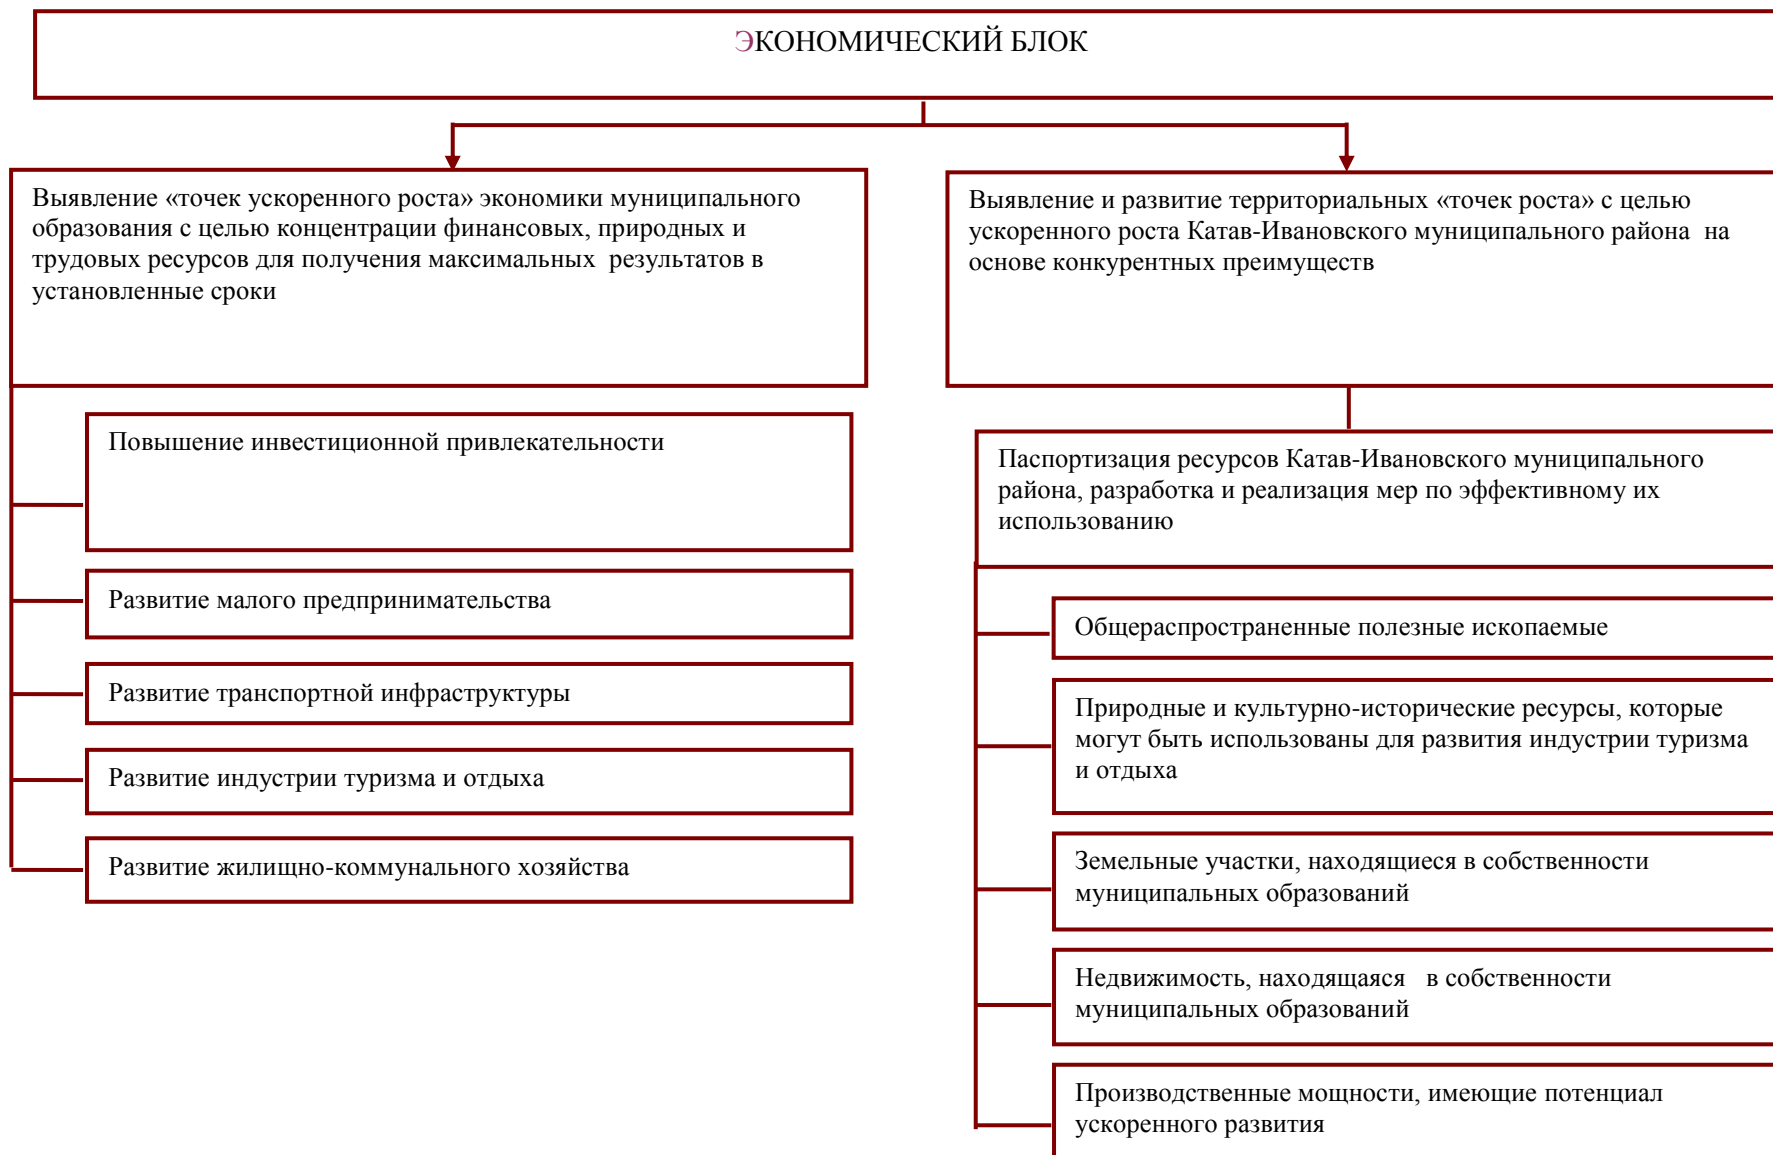 ЭКОНОМИЧЕСКИЙ БЛОК
Выявление «точек ускоренного роста» экономики муниципального
образования с целью концентрации финансовых, природных и
трудовых ресурсов для получения максимальных результатов в
установленные сроки
Повышение инвестиционной привлекательности
Развитие малого предпринимательства
Развитие транспортной инфраструктуры
Развитие индустрии туризма и отдыха
Развитие жилищно-коммунального хозяйства
Выявление и развитие территориальных «точек роста» с целью
ускоренного роста Катав-Ивановского муниципального района на
основе конкурентных преимуществ
Паспортизация ресурсов Катав-Ивановского муниципального
района, разработка и реализация мер по эффективному их
использованию
Общераспространенные полезные ископаемые
Природные и культурно-исторические ресурсы, которые
могут быть использованы для развития индустрии туризма
и отдыха
Земельные участки, находящиеся в собственности
муниципальных образований
Недвижимость, находящаяся в собственности
муниципальных образований
Производственные мощности, имеющие потенциал
ускоренного развития